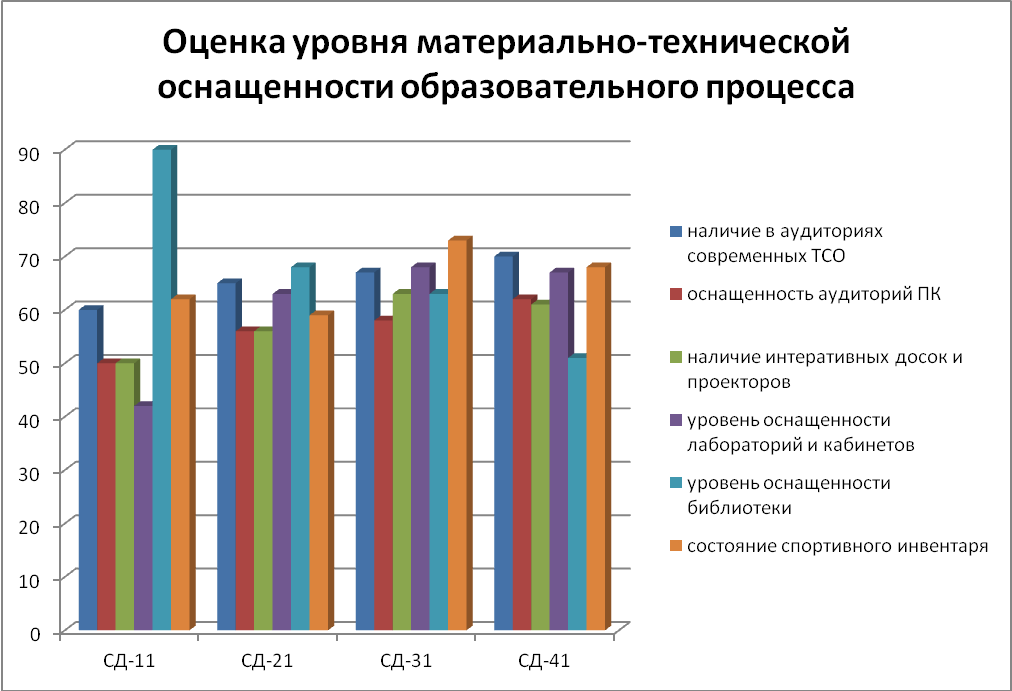 Оценка уровня материально-технической
оснащенности образовательного процесса
90
80
70
60
50
40
30
20
10
0
СД-11
СД-21
СД-31
СД-41
наличие в аудиториях
современных ТСО
оснащенность аудиторий ПК
наличие интеративных досок и
проекторов
уровень оснащенности
лабораторий и кабинетов
уровень оснащенности
библиотеки
состояние спортивного инвентаря